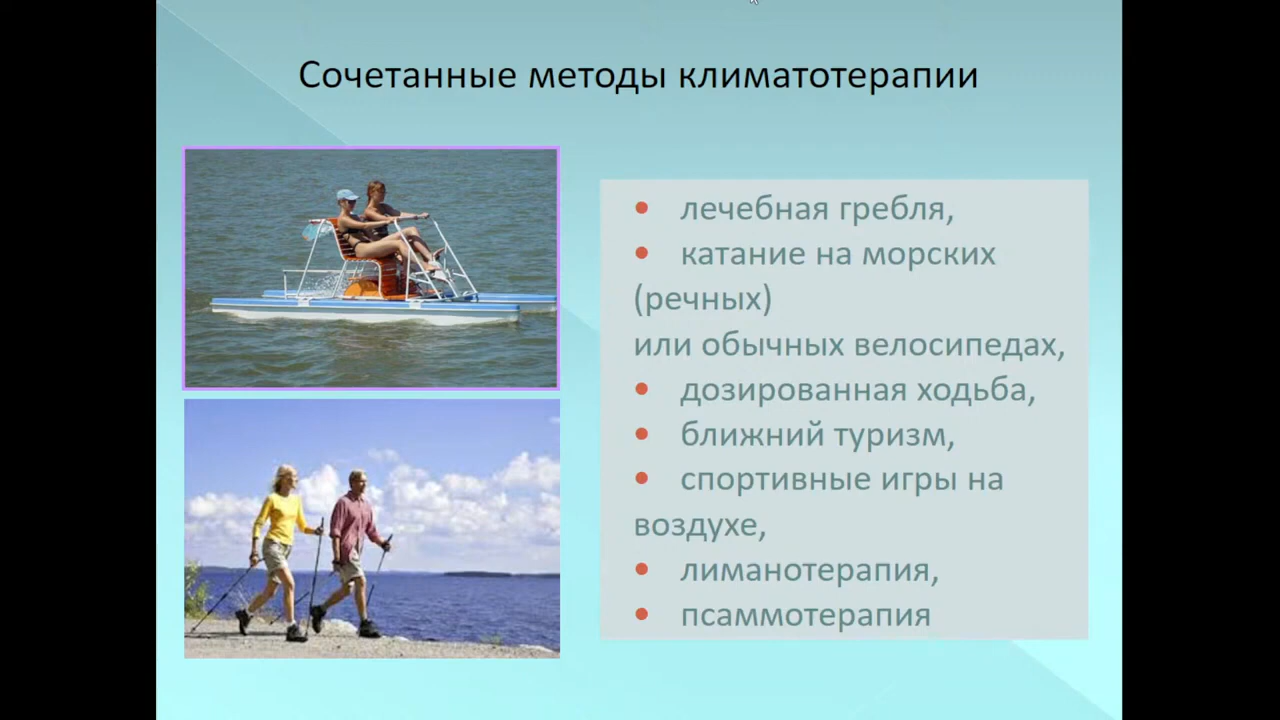 Сочетанные методы климатотерапии
• лечебная гребля,
• катание на морских
(речных)
или обычных велосипедах,
• дозированная ходьба,
• ближний туризм,
• спортивные игры на
воздухе,
• лиманотерапия,
• псаммотерапия